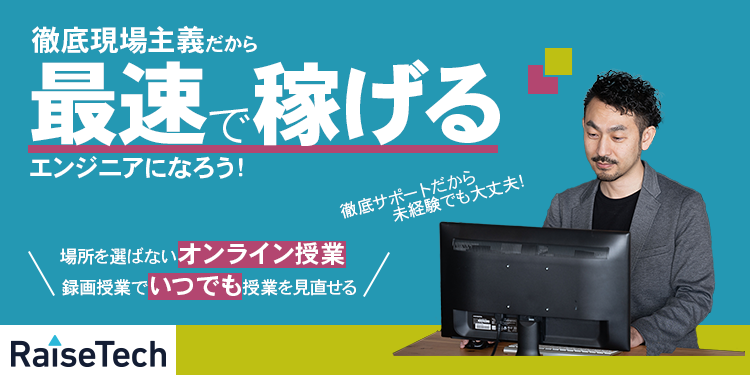 徹底現場主義だから
最速で稼げる
エンジニアになろう!
徹底サポートだから
未経験でも大丈夫!
場所を選ばないオンライン授業
録画授業でいつでも授業を見直せる
RaiseTech